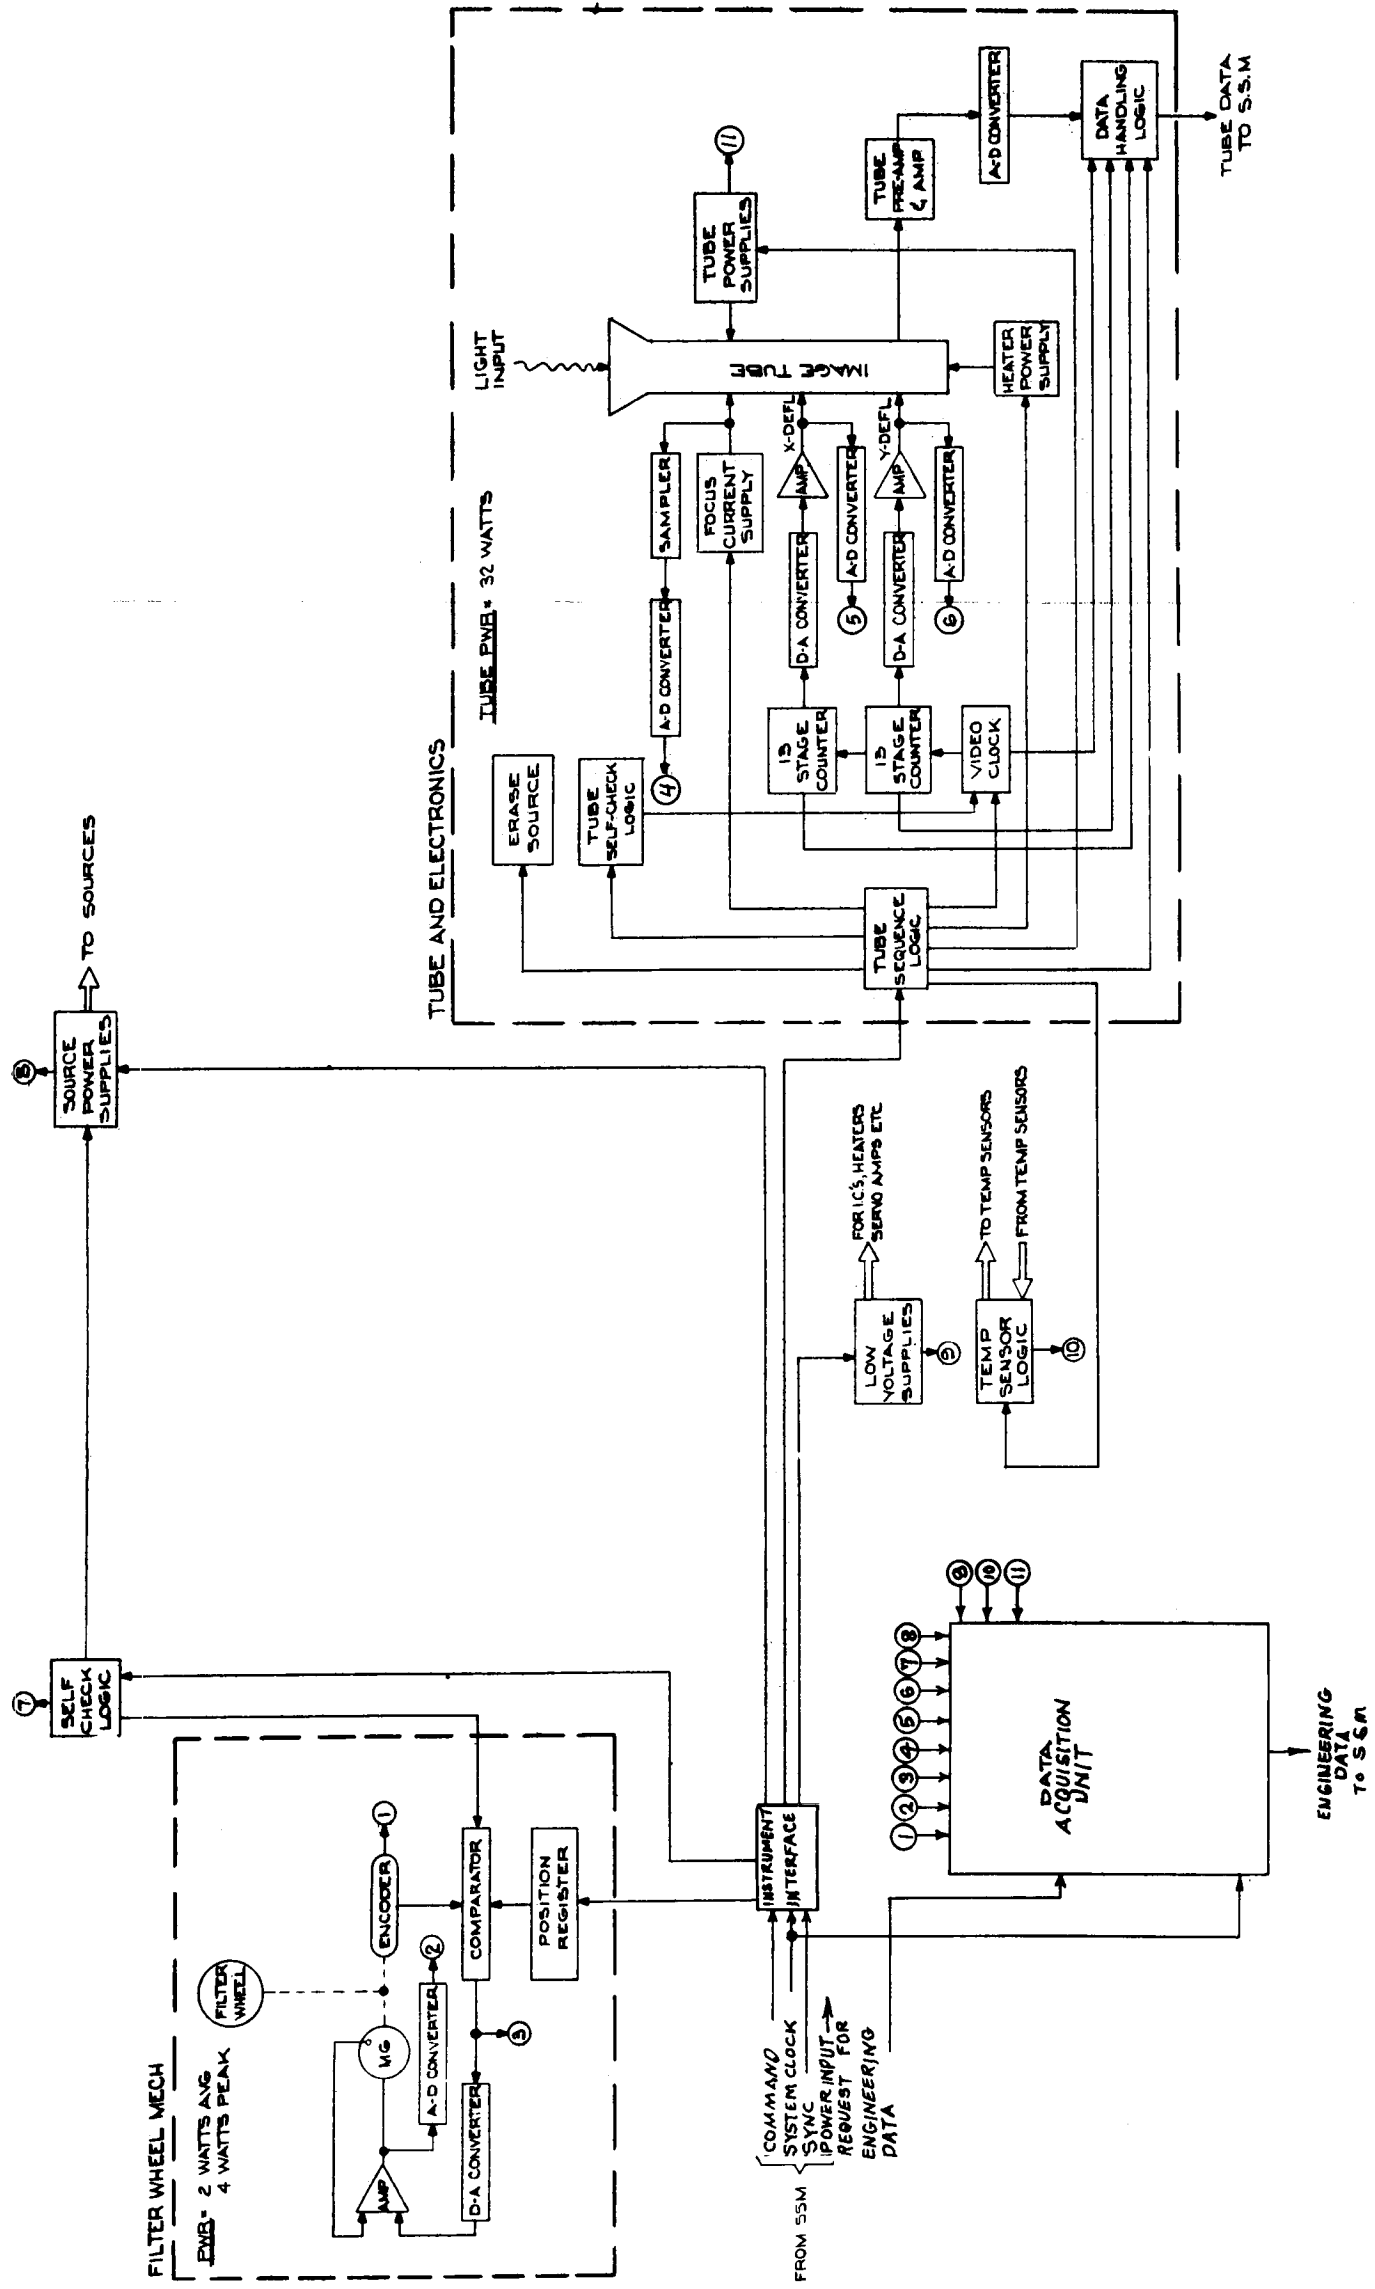 FILTER WHEEL MECH
PWR = 2 WATTS AVG
4 WATTS PEAK
FILTER
WHEEL
AMP
MG
ENCODER
1
A-D CONVERTER
2
D-A CONVERTER
3
COMPARATOR
POSITION
REGISTER
7
SELF
CHECK
LOGIC
8
SOURCE
POWER
SUPPLIES
TO SOURCES
FROM SSM
COMMAND
SYSTEM CLOCK
SYNC
POWER INPUT
REQUEST FOR
ENGINEERING
DATA
INSTRUMENT
INTERFACE
1
2
3
4
5
6
7
8
10
11
DATA
ACQUISITION
UNIT
ENGINEERING
DATA
TO SSM
LOW
VOLTAGE
SUPPLIES
9
FOR I.C'S, HEATERS
SERVO AMPS ETC
TEMP
SENSOR
LOGIC
10
TO TEMP SENSORS
FROM TEMP SENSORS
TUBE AND ELECTRONICS
TUBE PWR = 32 WATTS
ERASE
SOURCE
TUBE
SELF-CHECK
LOGIC
4
A-D CONVERTER
SAMPLER
FOCUS
CURRENT
SUPPLY
13
STAGE
COUNTER
D-A CONVERTER
AMP
X-DEFL
5
A-D CONVERTER
13
STAGE
COUNTER
D-A CONVERTER
AMP
Y-DEFL
6
A-D CONVERTER
VIDEO
CLOCK
TUBE
SEQUENCE
LOGIC
LIGHT
INPUT
IMAGE TUBE
HEATER
POWER
SUPPLY
TUBE
POWER
SUPPLIES
11
TUBE
PRE-AMP
& AMP
A-D CONVERTER
DATA
HANDLING
LOGIC
TUBE DATA
TO S.S.M